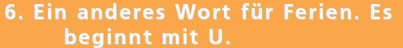 6. Ein anderes Wort für Ferien. Es
beginnt mit U.